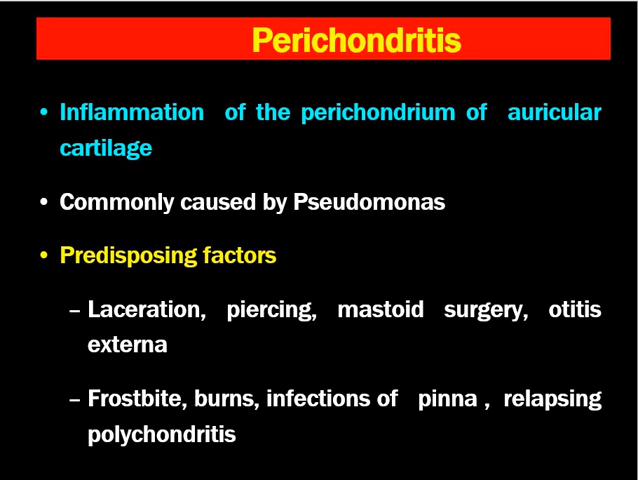 Perichondritis
• Inflammation of the perichondrium of auricular
cartilage
• Commonly caused by Pseudomonas
• Predisposing factors
– Laceration, piercing, mastoid surgery, otitis
externa
– Frostbite, burns, infections of pinna , relapsing
polychondritis